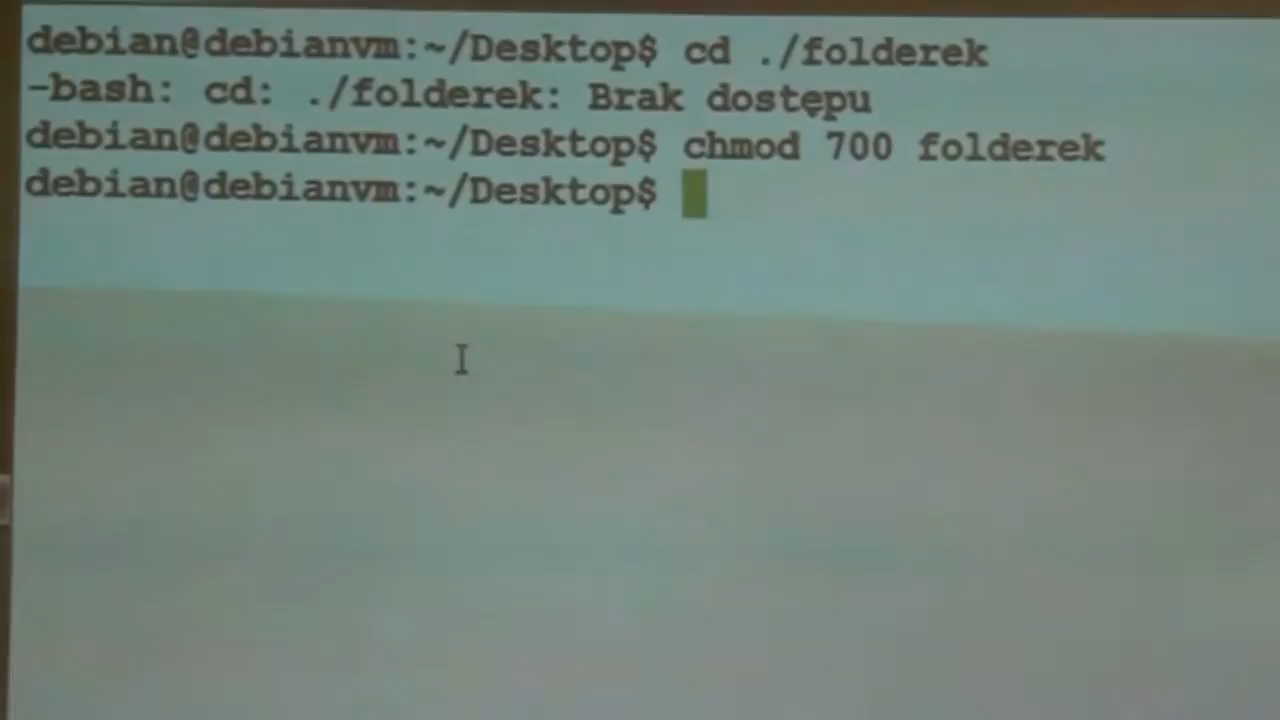 debian@debianvm:~/Desktop$ cd ./folderek
-bash: cd: ./folderek: Brak dostępu
debian@debianvm:~/Desktop$ chmod 700 folderek
debian@debianvm:~/Desktop$